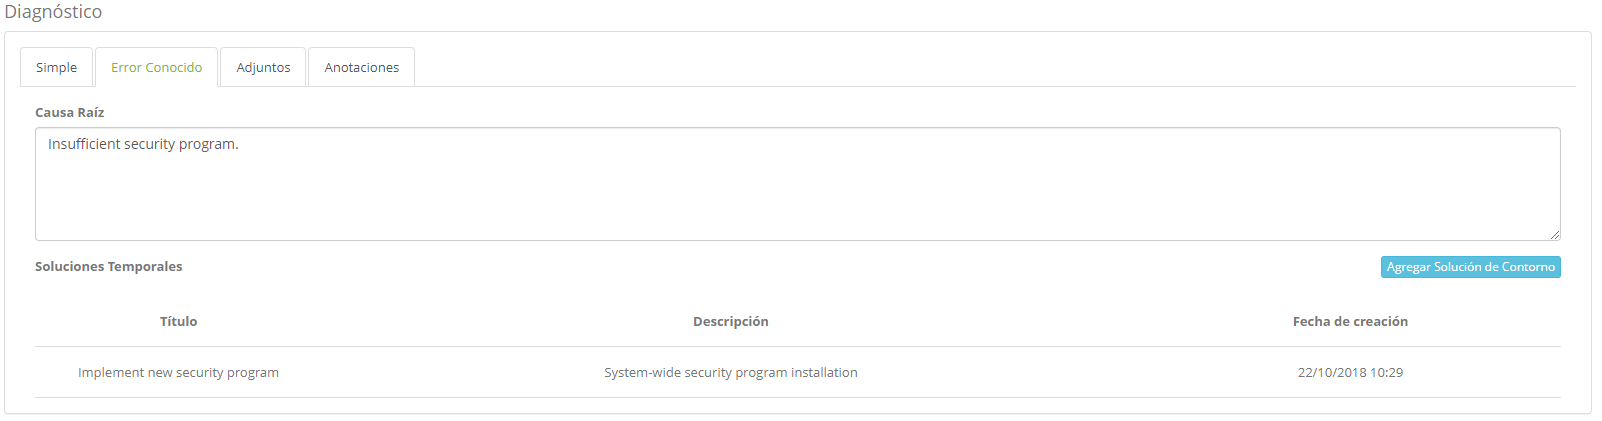 Diagnóstico
Simple Error Conocido Adjuntos Anotaciones
Causa Raíz
Insufficient security program.
Soluciones Temporales Agregar Solución de Contorno
Título Descripción Fecha de creación
Implement new security program System-wide security program installation 22/10/2018 10:29